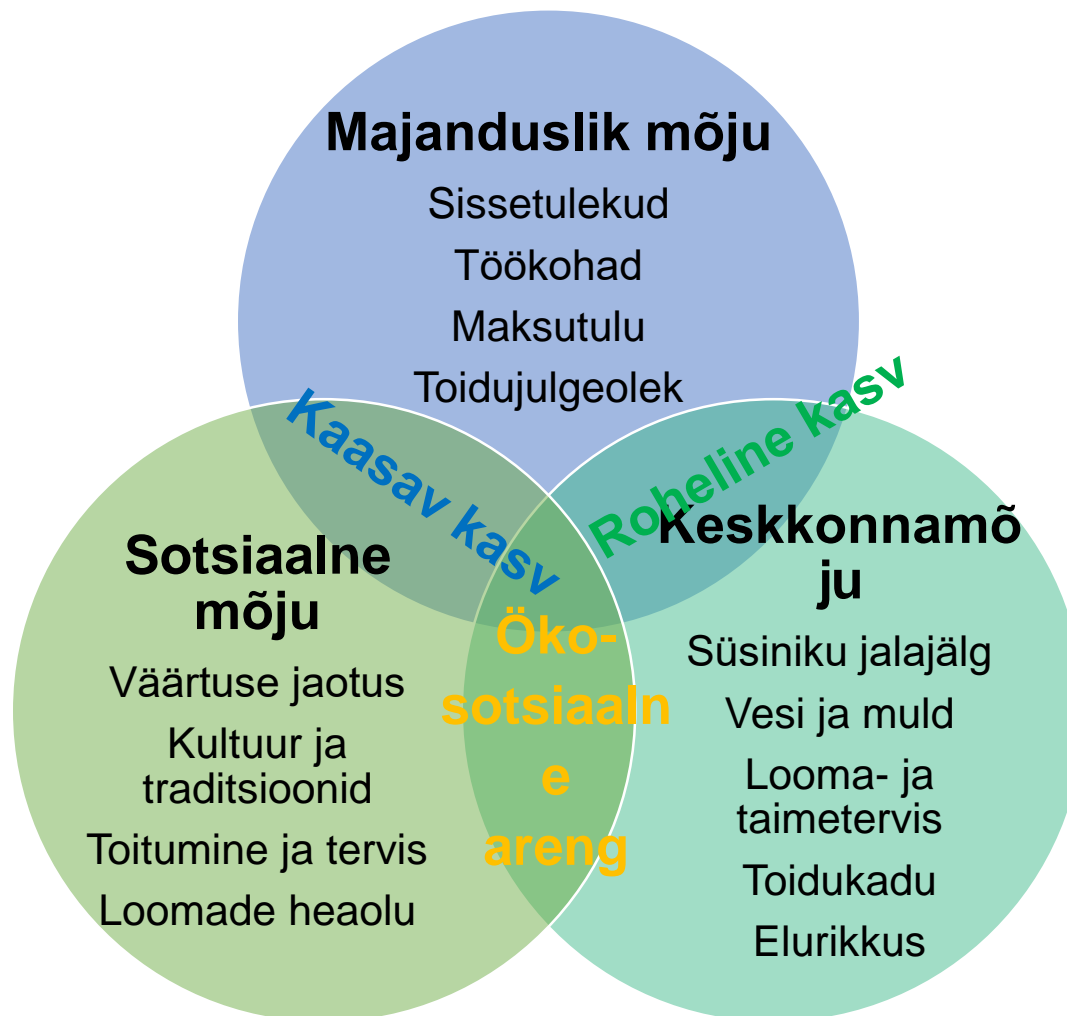 Majanduslik mõju
Sissetulekud
Töökohad
Maksutulu
Toidujulgeolek
Kaasav kasv
Roheline kasv
Sotsiaalne
mõju
Väärtuse jaotus
Kultuur ja
traditsioonid
Toitumine ja tervis
Loomade heaolu
Öko-
sotsiaaln
e
areng
Keskkonnamõ
ju
Süsiniku jalajälg
Vesi ja muld
Looma- ja
taimetervis
Toidukadu
Elurikkus